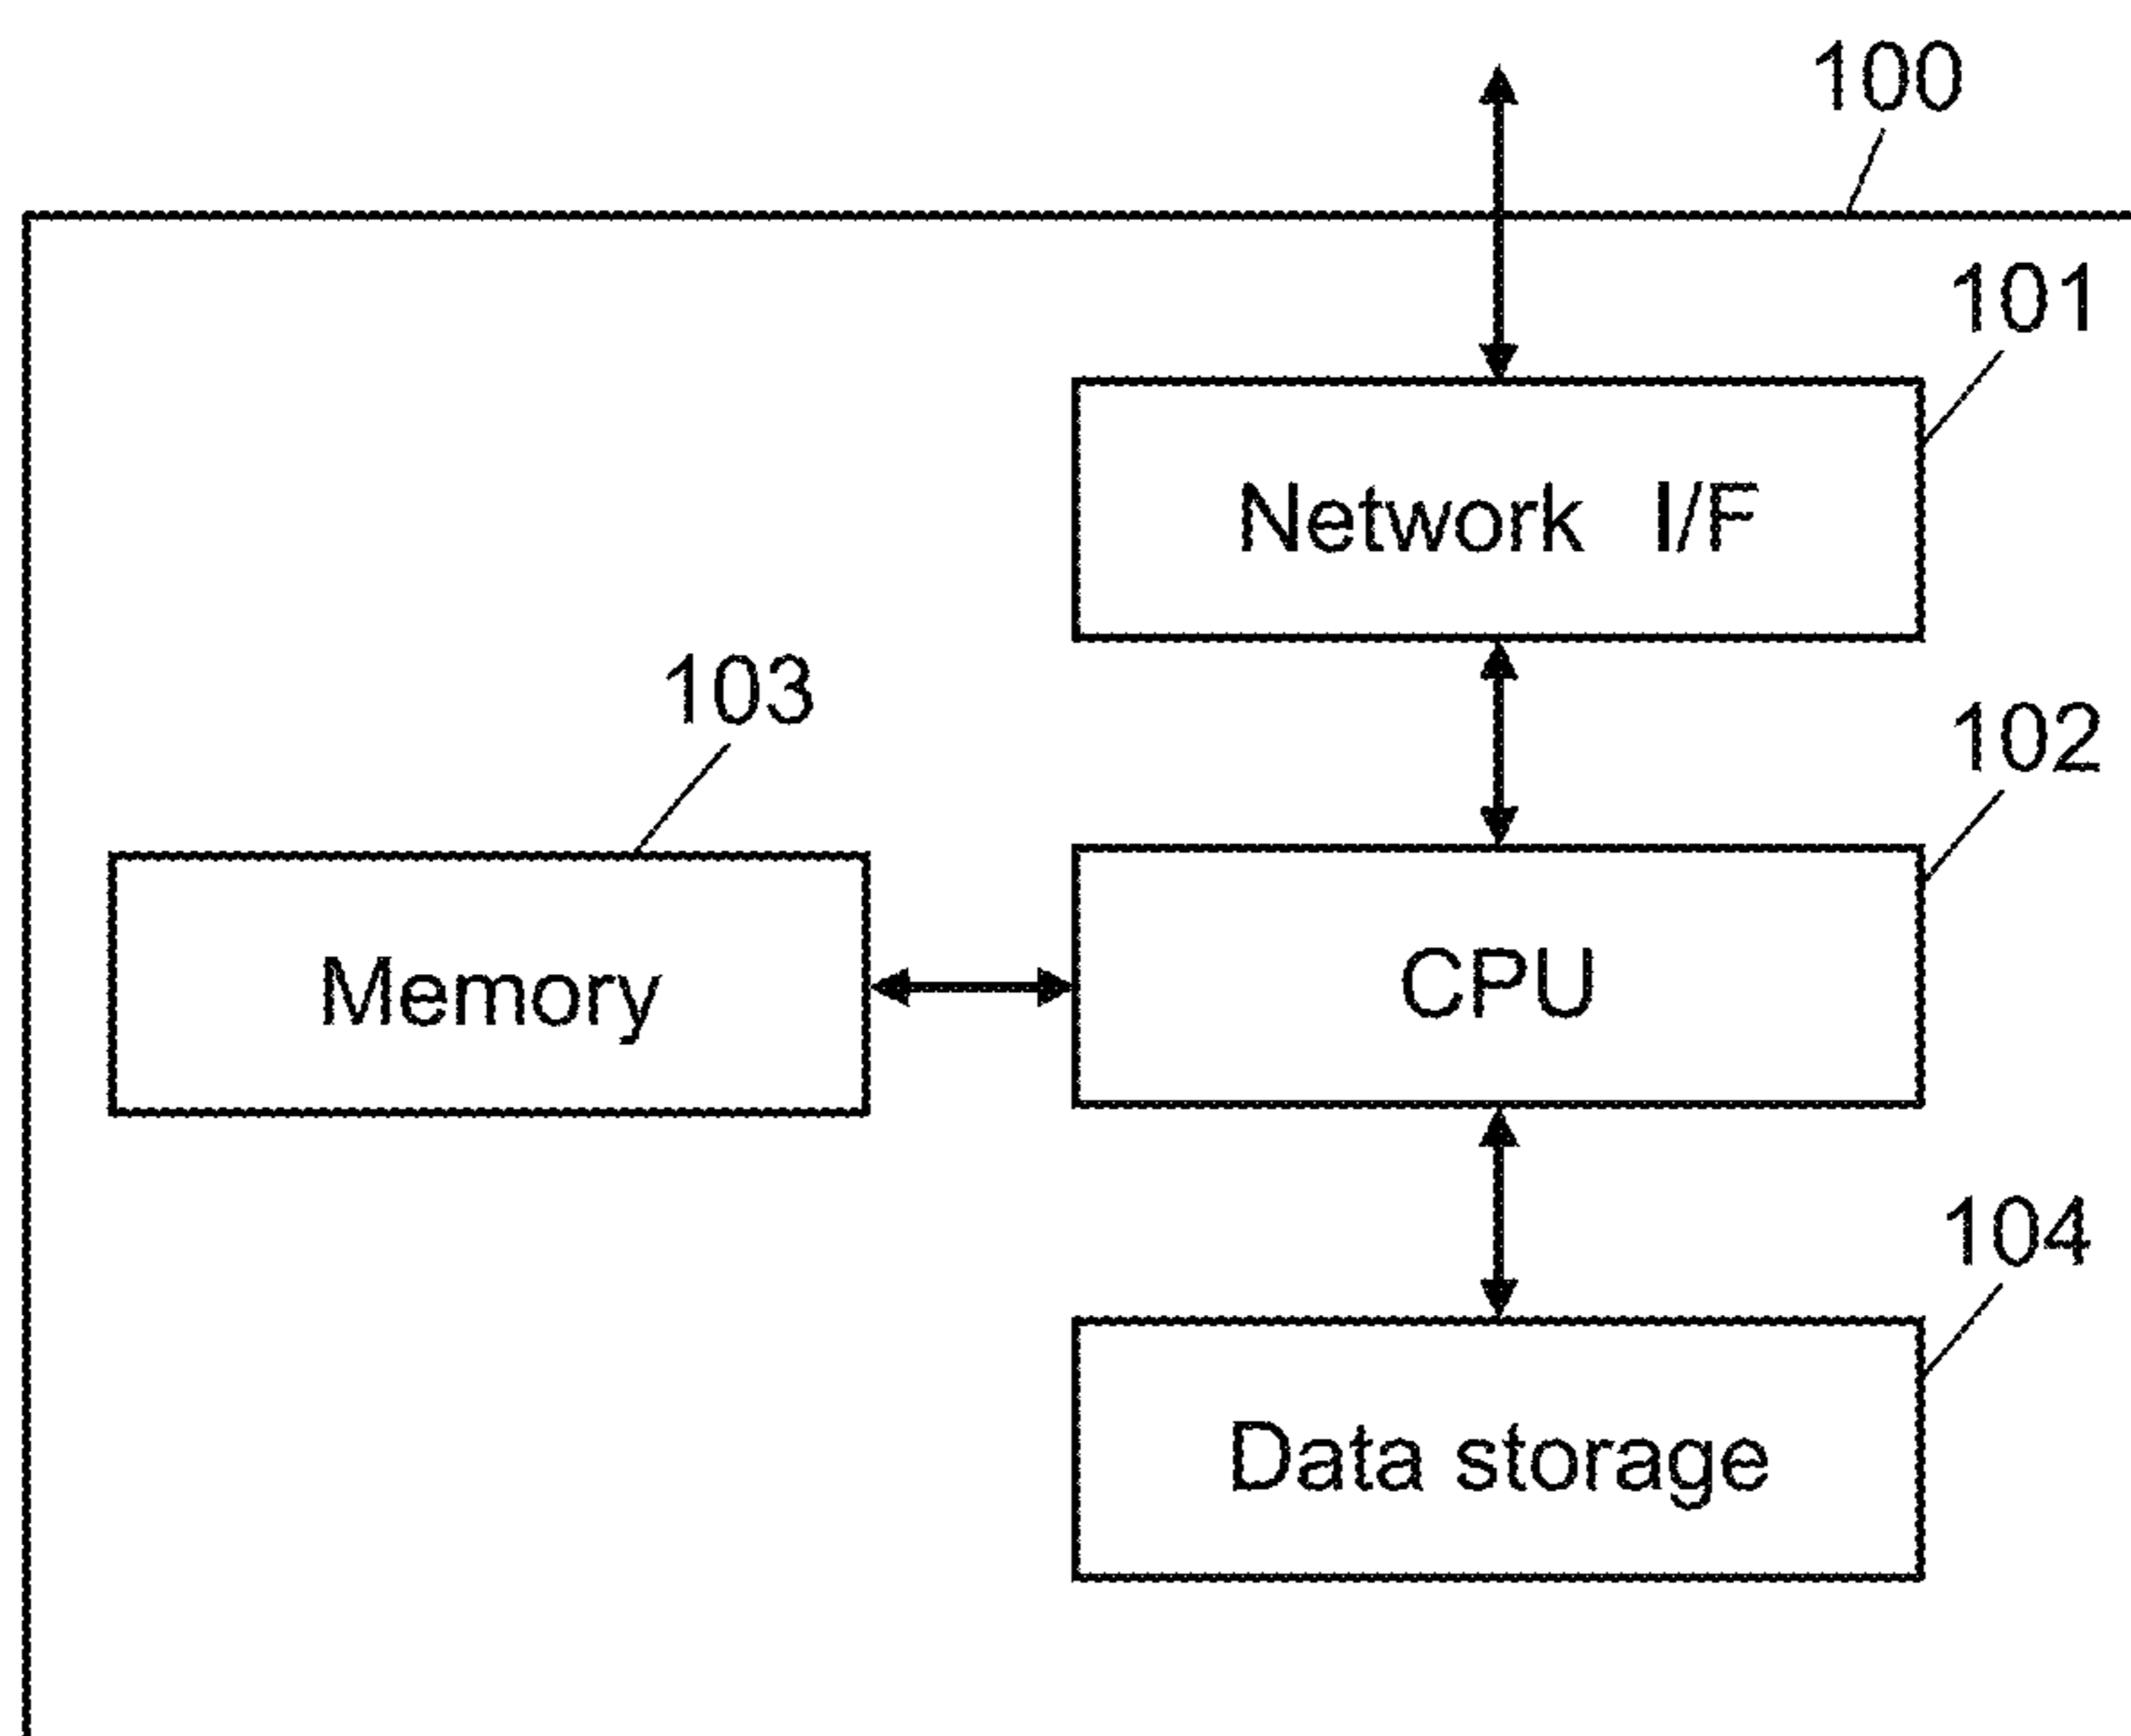 100
101
Network I/F
103
102
Memory
CPU
104
Data storage